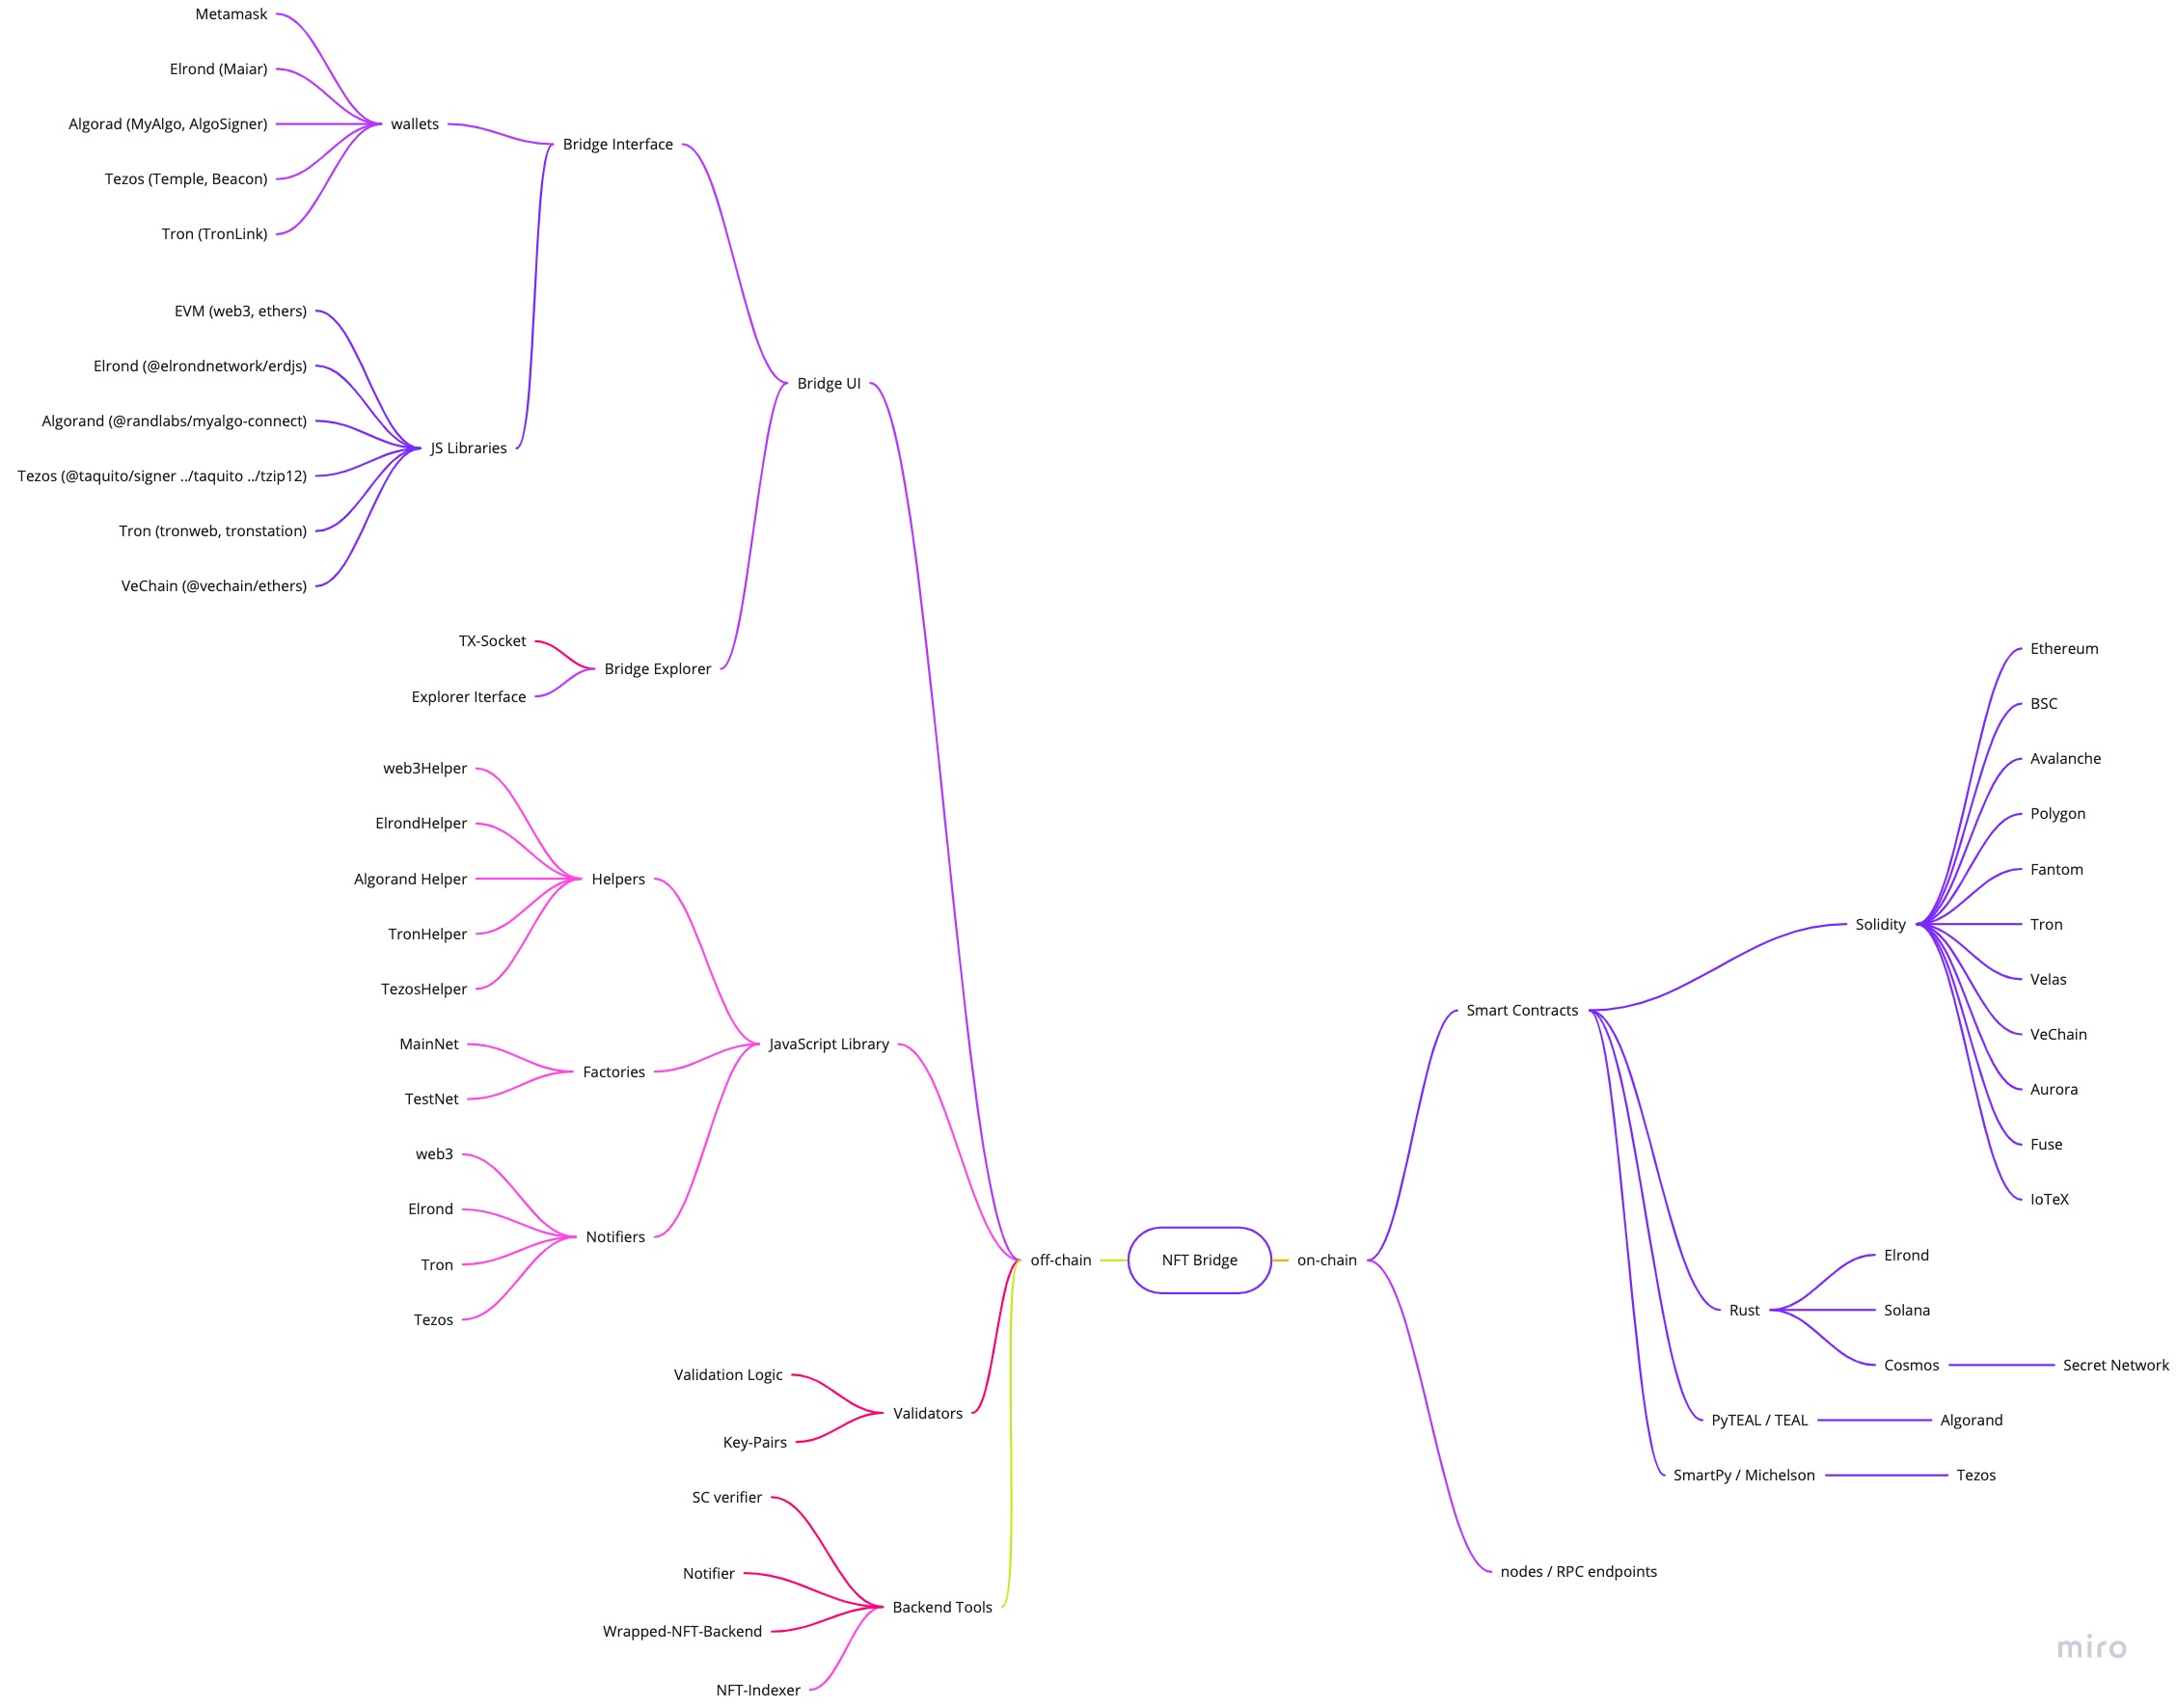 Metamask
Elrond (Maiar)
Algorad (MyAlgo, AlgoSigner)
Tezos (Temple, Beacon)
Tron (TronLink)
wallets
Bridge Interface
EVM (web3, ethers)
Elrond (@elrondnetwork/erdjs)
Algorand (@randlabs/myalgo-connect)
Tezos (@taquito/signer ../taquito ../tzip12)
Tron (tronweb, tronstation)
VeChain (@vechain/ethers)
JS Libraries
Bridge UI
TX-Socket
Explorer Iterface
Bridge Explorer
web3Helper
ElrondHelper
Algorand Helper
TronHelper
TezosHelper
Helpers
MainNet
TestNet
Factories
JavaScript Library
web3
Elrond
Tron
Tezos
Notifiers
Validation Logic
Key-Pairs
Validators
SC verifier
Notifier
Wrapped-NFT-Backend
NFT-Indexer
Backend Tools
off-chain
NFT Bridge
on-chain
Smart Contracts
Solidity
Ethereum
BSC
Avalanche
Polygon
Fantom
Tron
Velas
VeChain
Aurora
Fuse
IoTeX
Rust
Elrond
Solana
Cosmos
Secret Network
PyTEAL / TEAL
Algorand
SmartPy / Michelson
Tezos
nodes / RPC endpoints
miro